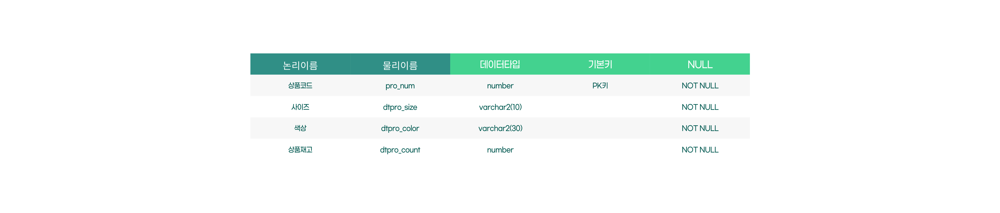 논리이름 물리이름 데이터타입 기본키 NULL
상품코드 pro_num number PK키 NOT NULL
사이즈 dtpro_size varchar2(10) NOT NULL
색상 dtpro_color varchar2(30) NOT NULL
상품재고 dtpro_count number NOT NULL